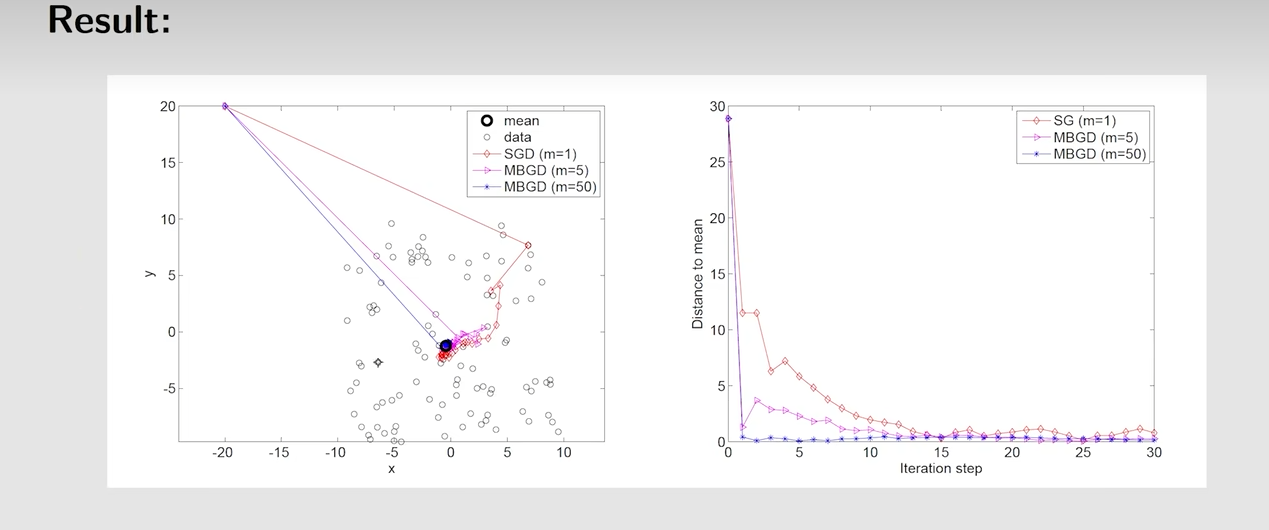 Result:
20
15
10
5
0
-5
y
-20
-15
-10
-5
0
5
10
x
mean
data
SGD (m=1)
MBGD (m=5)
MBGD (m=50)
30
25
20
15
10
5
0
Distance to mean
0
5
10
15
20
25
30
Iteration step
SG (m=1)
MBGD (m=5)
MBGD (m=50)